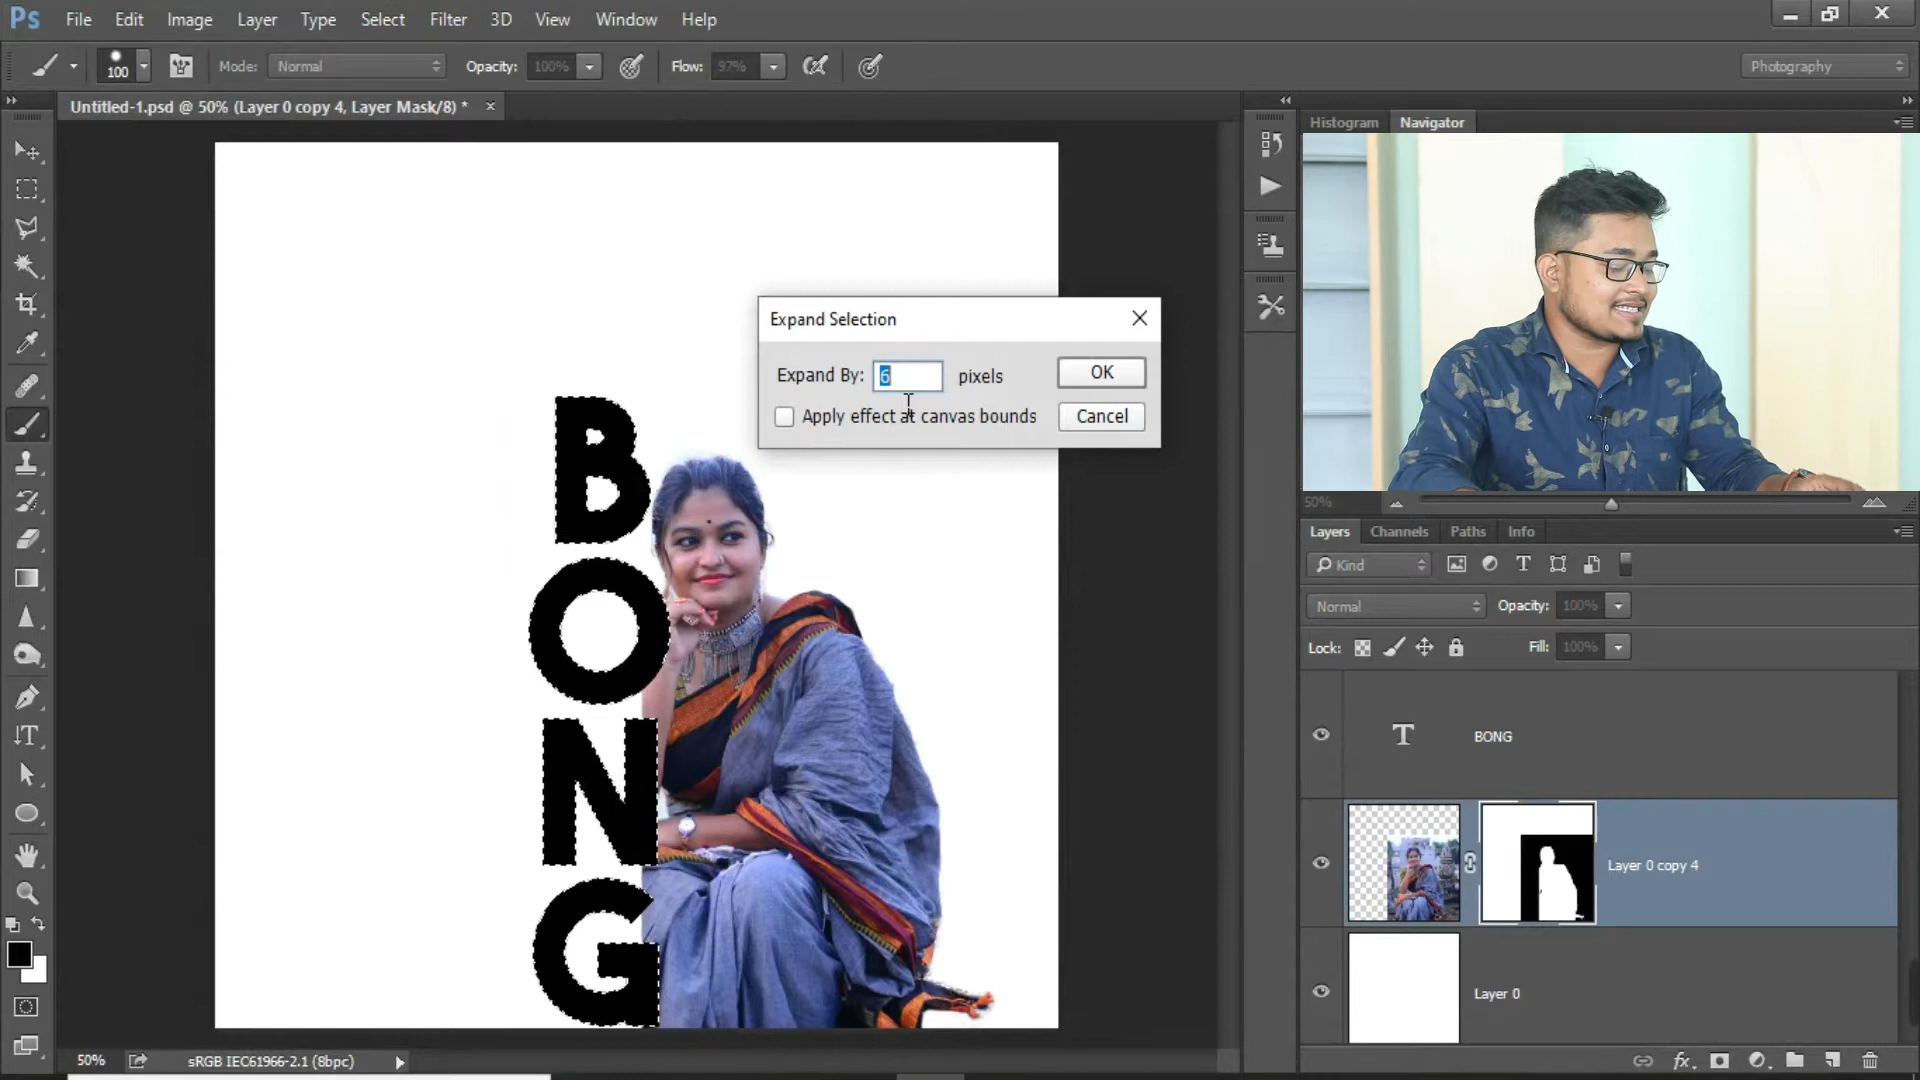 Ps File Edit Image Layer Type Select Filter 3D View Window Help
100 Mode: Normal Opacity: 100% Flow: 97% Photography
Untitled-1.psd @ 50% (Layer 0 copy 4, Layer Mask/8) * ×
Histogram Navigator
Expand Selection
Expand By: 6 pixels OK
Apply effect at canvas bounds Cancel
B
O
N
G
50%
Layers Channels Paths Info
Kind T
Normal Opacity: 100%
Lock: Fill: 100%
T BONG
Layer 0 copy 4
Layer 0
50% sRGB IEC61966-2.1 (8bpc)
fx